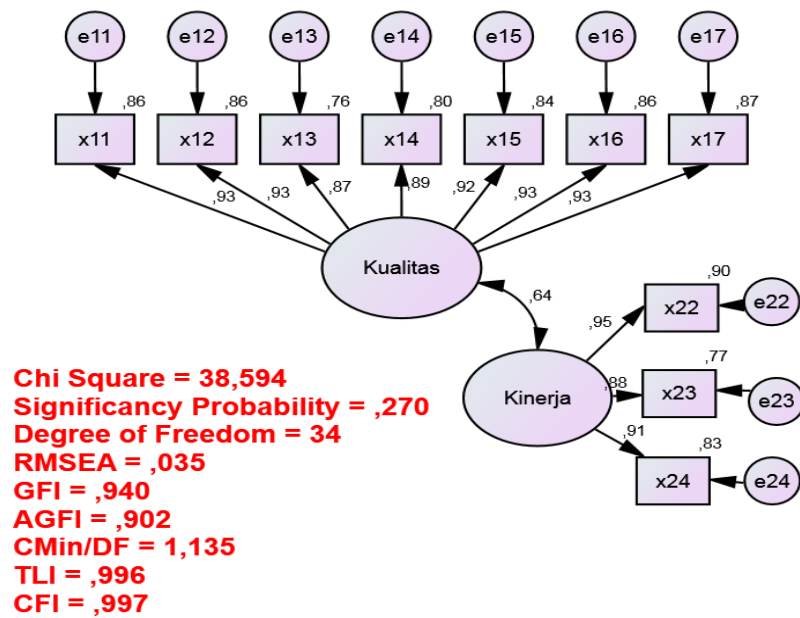 e11 e12 e13 e14 e15 e16 e17
,86 ,86 ,76 ,80 ,84 ,86 ,87
x11 x12 x13 x14 x15 x16 x17
,93 ,93 ,87 ,89 ,92 ,93 ,93
Kualitas
,64
,90
x22 e22
,95
,77
Kinerja ,88 x23 e23
,91 ,83
x24 e24
Chi Square = 38,594
Significancy Probability = ,270
Degree of Freedom = 34
RMSEA = ,035
GFI = ,940
AGFI = ,902
CMin/DF = 1,135
TLI = ,996
CFI = ,997